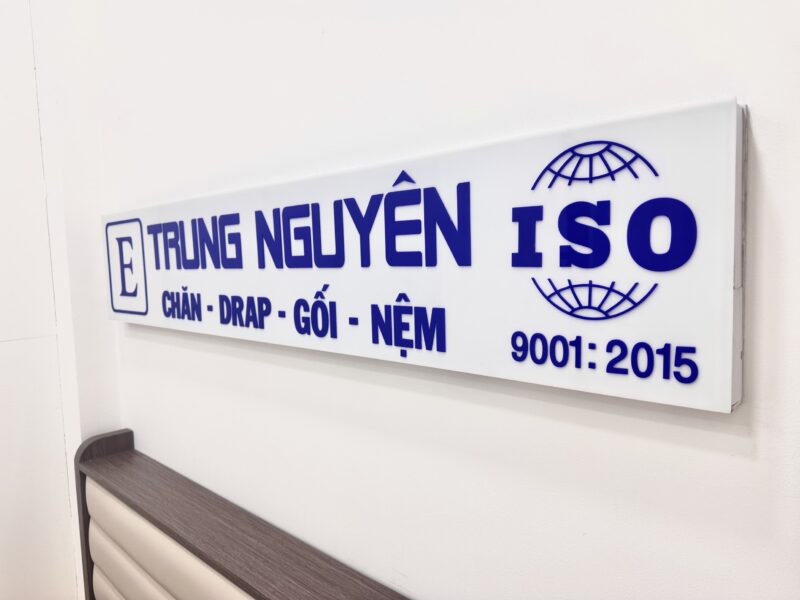 E
TRUNG NGUYÊN
CHĂN - DRAP - GỐI - NỆM
ISO
9001: 2015